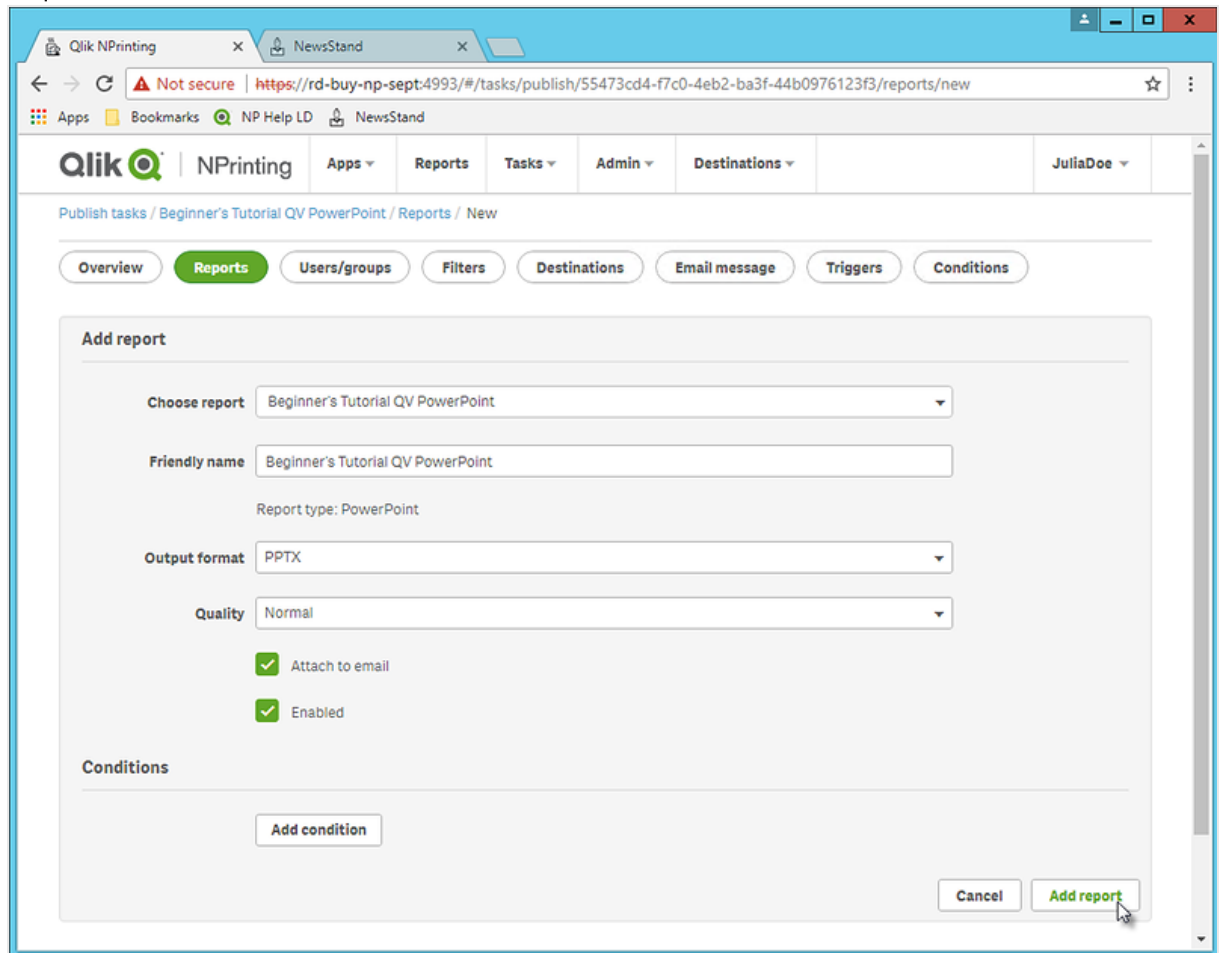 Qlik NPrinting
NewsStand
Not secure | https://rd-buy-np-sept:4993/#/tasks/publish/55473cd4-f7c0-4eb2-ba3f-44b0976123f3/reports/new
Apps Bookmarks NP Help LD NewsStand
Qlik NPrinting Apps Reports Tasks Admin Destinations JuliaDoe
Publish tasks / Beginner's Tutorial QV PowerPoint / Reports / New
Overview Reports Users/groups Filters Destinations Email message Triggers Conditions
Add report
Choose report Beginner's Tutorial QV PowerPoint
Friendly name Beginner's Tutorial QV PowerPoint
Report type: PowerPoint
Output format PPTX
Quality Normal
Attach to email
Enabled
Conditions
Add condition
Cancel Add report